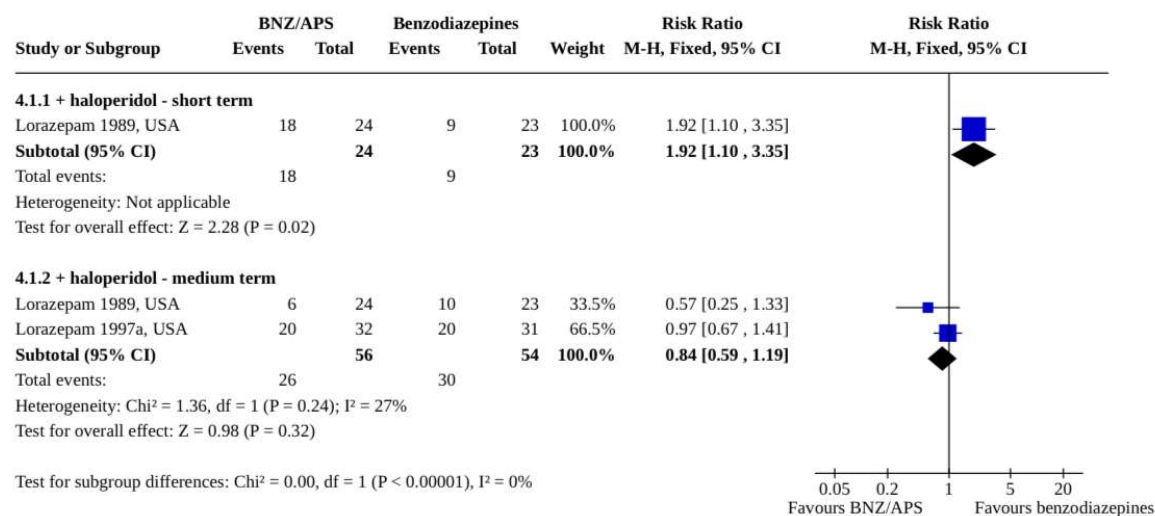 BNZ/APS Benzodiazepines Risk Ratio Risk Ratio
Study or Subgroup Events Total Events Total Weight M-H, Fixed, 95% CI M-H, Fixed, 95% CI
4.1.1 + haloperidol - short term
Lorazepam 1989, USA 18 24 9 23 100.0% 1.92 [1.10 , 3.35]
Subtotal (95% CI) 24 23 100.0% 1.92 [1.10 , 3.35]
Total events: 18 9
Heterogeneity: Not applicable
Test for overall effect: Z = 2.28 (P = 0.02)
4.1.2 + haloperidol - medium term
Lorazepam 1989, USA 6 24 10 23 33.5% 0.57 [0.25 , 1.33]
Lorazepam 1997a, USA 20 32 20 31 66.5% 0.97 [0.67 , 1.41]
Subtotal (95% CI) 56 54 100.0% 0.84 [0.59 , 1.19]
Total events: 26 30
Heterogeneity: Chi² = 1.36, df = 1 (P = 0.24); I² = 27%
Test for overall effect: Z = 0.98 (P = 0.32)
Test for subgroup differences: Chi² = 0.00, df = 1 (P < 0.00001), I² = 0%
0.05 0.2 1 5 20
Favours BNZ/APS Favours benzodiazepines